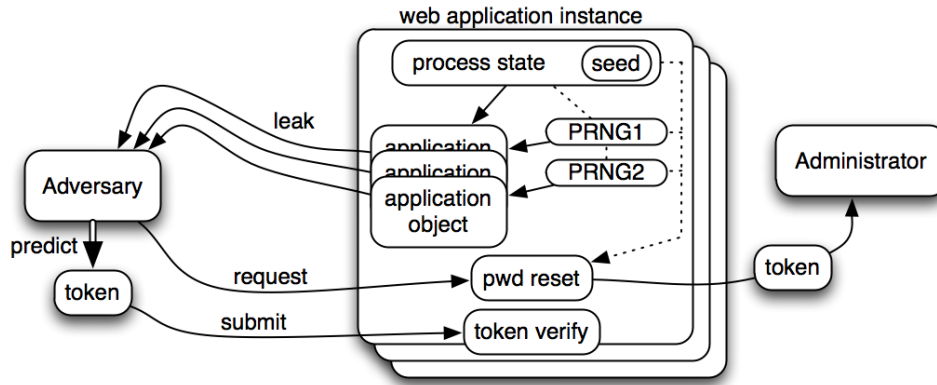 web application instance
process state
seed
leak
application
application
application
object
PRNG1
PRNG2
Adversary
Administrator
predict
token
request
submit
pwd reset
token
token verify